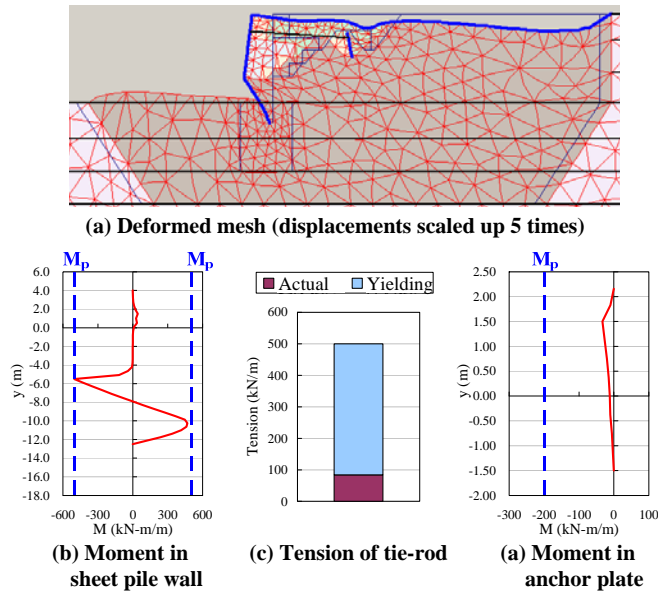 (a) Deformed mesh (displacements scaled up 5 times)
Mp Mp
6.0
4.0
2.0
0.0
-2.0
-4.0
-6.0
-8.0
-10.0
-12.0
-14.0
-16.0
-18.0
y (m)
-600 -300 0 300 600
M (kN-m/m)
(b) Moment in
sheet pile wall
Actual Yielding
600
500
400
300
200
100
0
Tension (kN/m)
(c) Tension of tie-rod
Mp
2.50
2.00
1.50
1.00
0.50
0.00
-0.50
-1.00
-1.50
-2.00
y (m)
-300 -200 -100 0 100
M (kN-m/m)
(a) Moment in
anchor plate